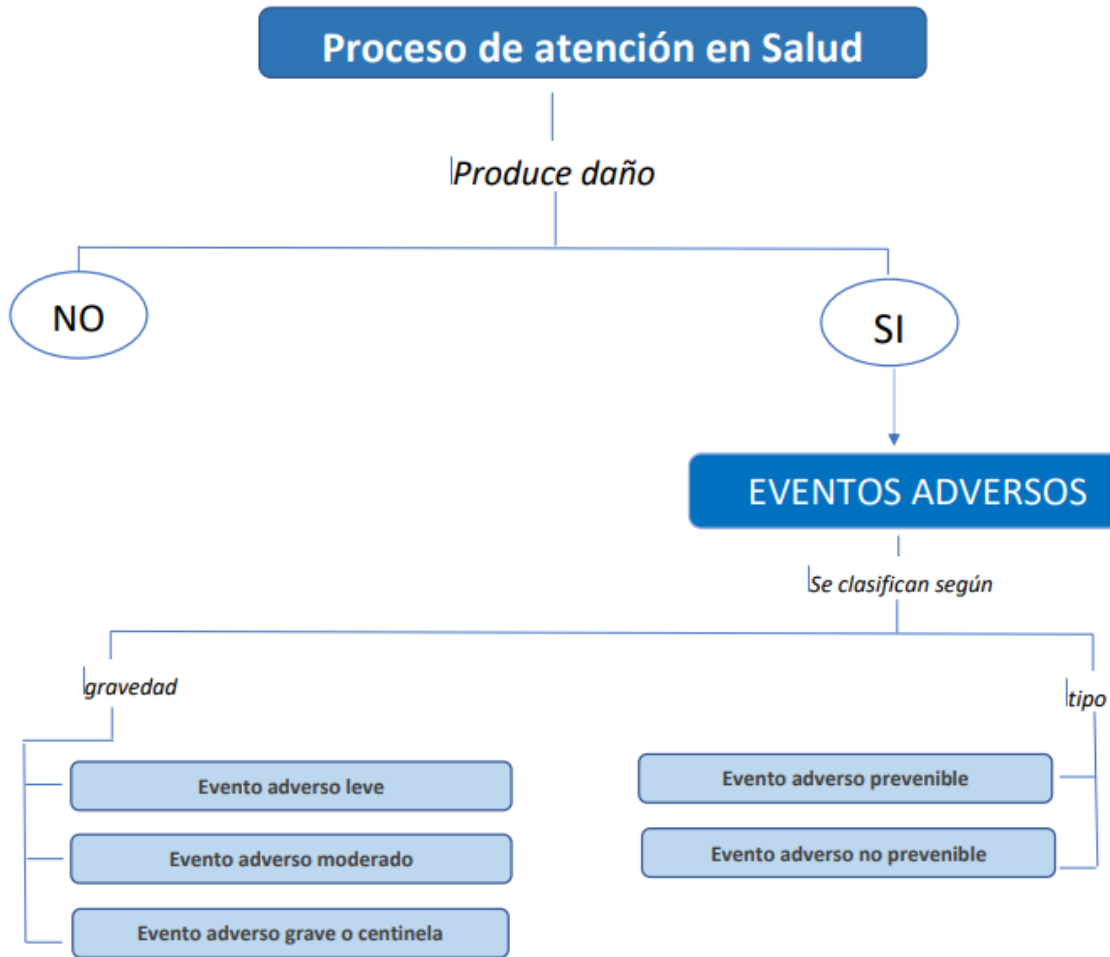 Proceso de atención en Salud
Produce daño
NO
SI
EVENTOS ADVERSOS
Se clasifican según
gravedad
tipo
Evento adverso leve
Evento adverso prevenible
Evento adverso moderado
Evento adverso no prevenible
Evento adverso grave o centinela